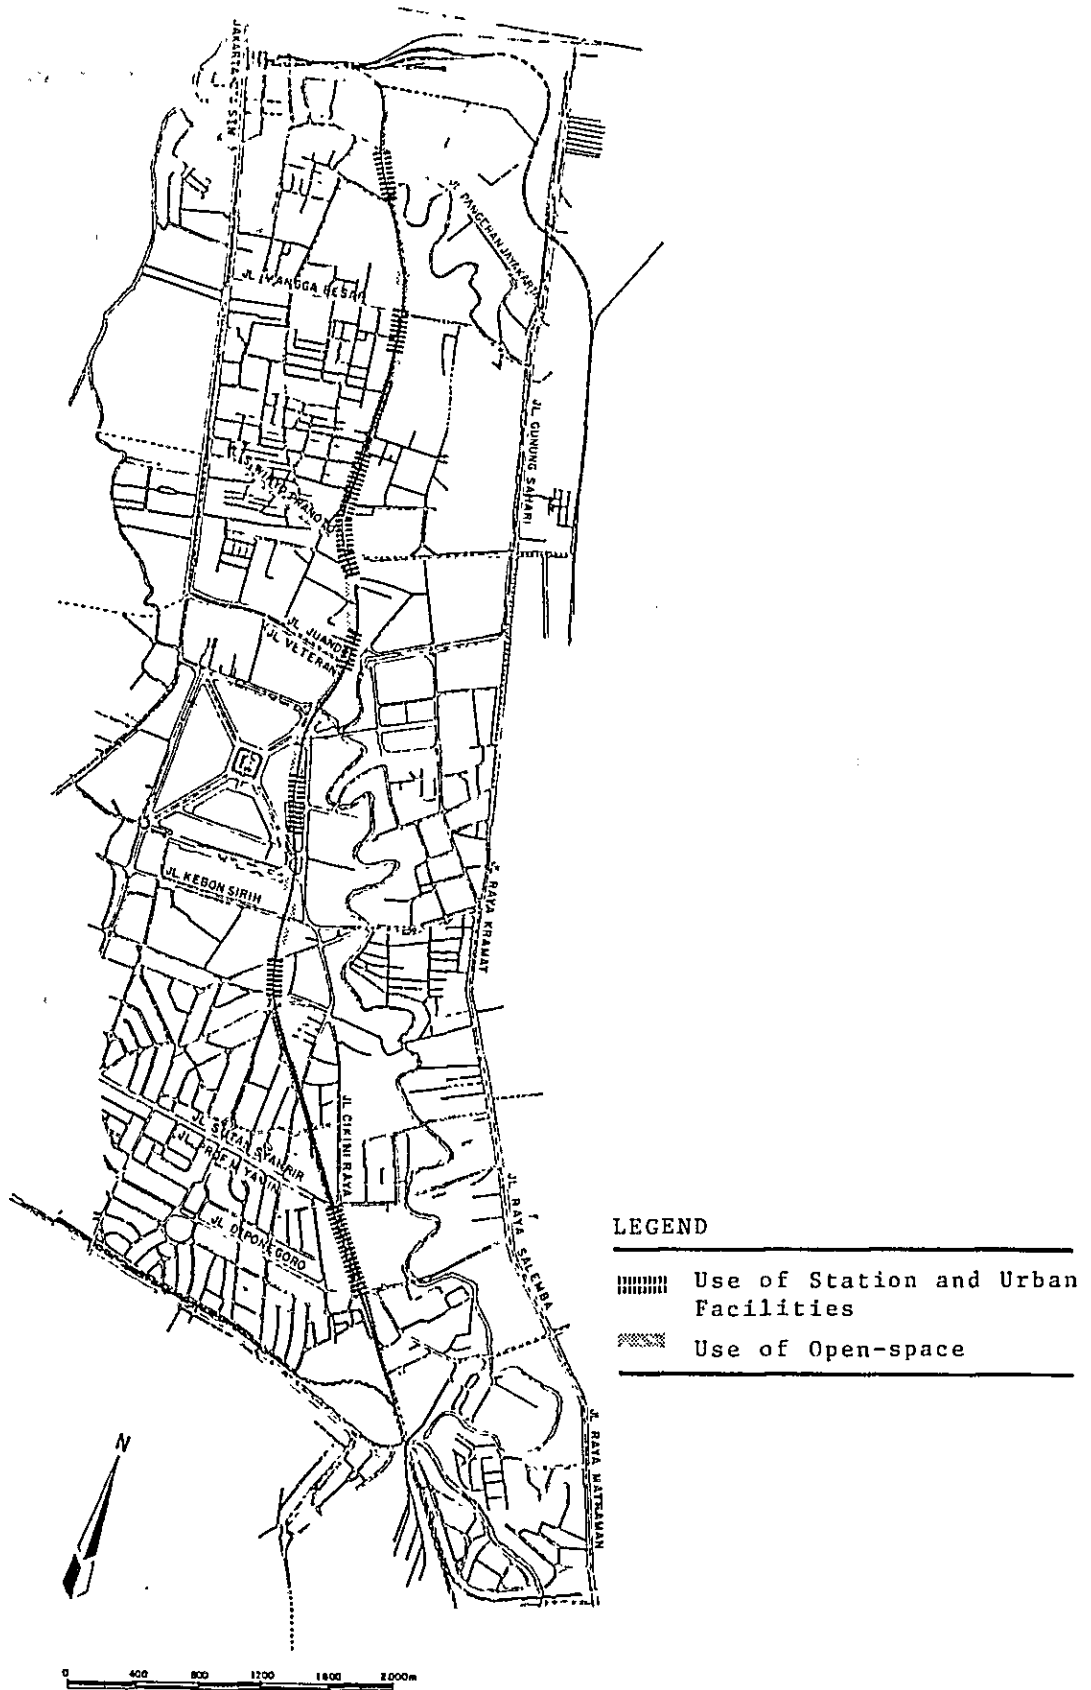 JAKARTA
JL PANGERAN JAYAKARTA
JL MANGGA BESAR
JL GUNUNG SAHARI
JL JUANDA
JL VETERAN
JL KEBON SIRIH
RAYA KRAMAT
JL CIKINI RAYA
JL SUTAN SYAHRIR
JL PROF M YAMIN
JL DIPONEGORO
JL RAYA SALEMBA
JL RAYA MATRAMAN
LEGEND
Use of Station and Urban
Facilities
Use of Open-space
N
0 400 800 1200 1600 2000m